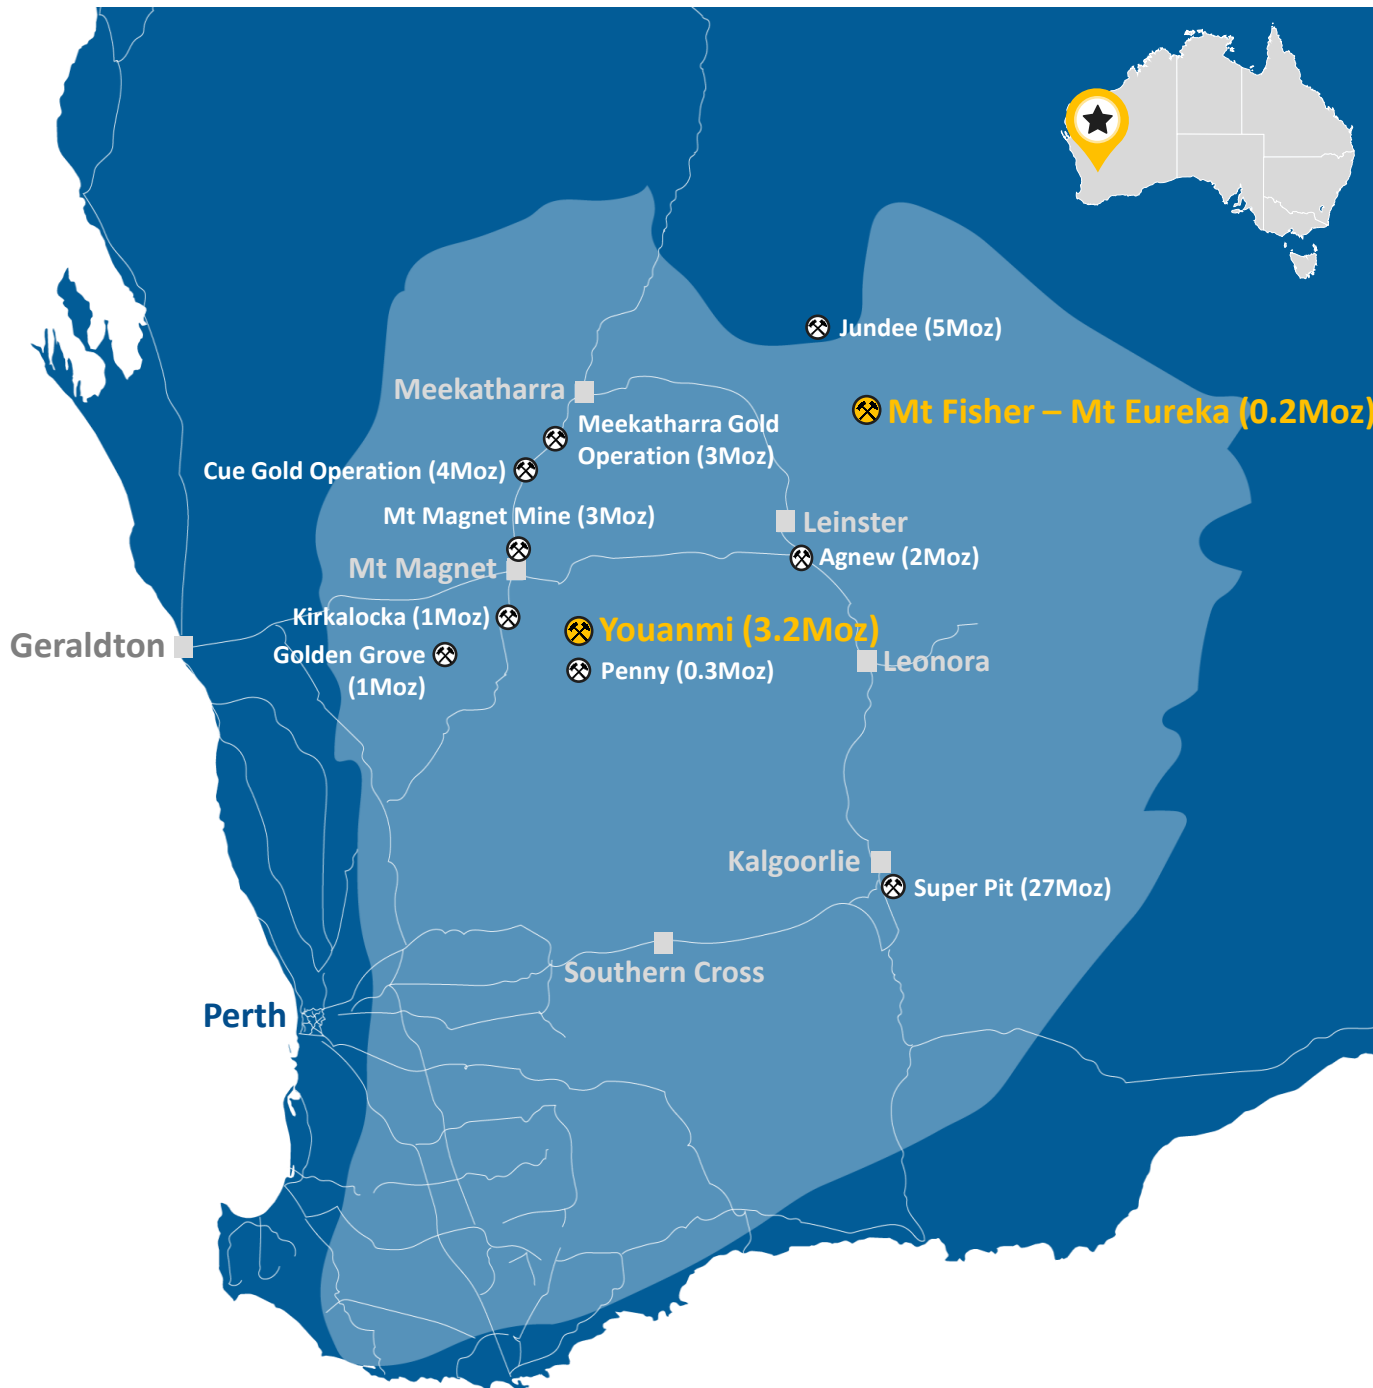 Jundee (5Moz)
Meekatharra
Mt Fisher – Mt Eureka (0.2Moz)
Meekatharra Gold
Operation (3Moz)
Cue Gold Operation (4Moz)
Mt Magnet Mine (3Moz)
Leinster
Agnew (2Moz)
Mt Magnet
Kirkalocka (1Moz)
Youanmi (3.2Moz)
Geraldton
Golden Grove
(1Moz)
Penny (0.3Moz)
Leonora
Kalgoorlie
Super Pit (27Moz)
Southern Cross
Perth